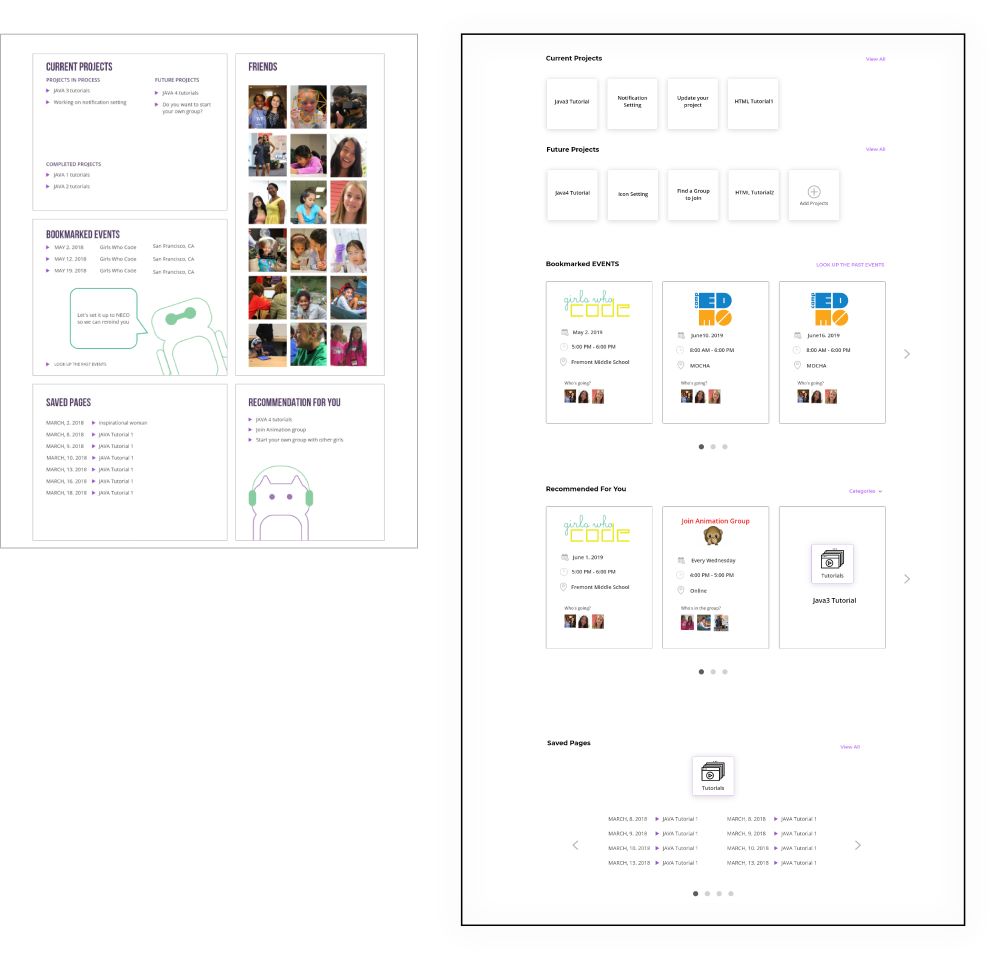 CURRENT PROJECTS
PROJECTS IN PROCESS
JAVA 3 tutorials
Working on notification setting
FUTURE PROJECTS
JAVA 4 tutorials
Do you want to start
your own group?
COMPLETED PROJECTS
JAVA 1 tutorials
JAVA 2 tutorials
FRIENDS
BOOKMARKED EVENTS
MAY 2. 2018 Girls Who Code San Francisco, CA
MAY 12. 2018 Girls Who Code San Francisco, CA
MAY 19. 2018 Girls Who Code San Francisco, CA
Let's set it up to NECO
so we can remind you
LOOK UP THE PAST EVENTS
SAVED PAGES
MARCH, 2. 2018 Inspirational woman
MARCH, 8. 2018 JAVA Tutorial 1
MARCH, 9. 2018 JAVA Tutorial 1
MARCH, 10. 2018 JAVA Tutorial 1
MARCH, 13. 2018 JAVA Tutorial 1
MARCH, 16. 2018 JAVA Tutorial 1
MARCH, 18. 2018 JAVA Tutorial 1
RECOMMENDATION FOR YOU
JAVA 4 tutorials
Join Animation group
Start your own group with other girls
Current Projects
View All
Java3 Tutorial
Notification
Setting
Update your
project
HTML Tutorial1
Future Projects
View All
Java4 Tutorial
Icon Setting
Find a Group
to Join
HTML Tutorial2
Add Projects
Bookmarked EVENTS
LOOK UP THE PAST EVENTS
girls who
CODE
May 2. 2019
5:00 PM - 6:00 PM
Fremont Middle School
Who's going?
camp
ED
MO
June10. 2019
8:00 AM - 6:00 PM
MOCHA
Who's going?
camp
ED
MO
June16. 2019
8:00 AM - 6:00 PM
MOCHA
Who's going?
Recommended For You
Categories
girls who
CODE
June 1. 2019
5:00 PM - 6:00 PM
Fremont Middle School
Who's going?
Join Animation Group
Every Wednesday
4:00 PM - 5:00 PM
Online
Who's in the group?
Tutorials
Java3 Tutorial
Saved Pages
View All
Tutorials
MARCH, 8. 2018 JAVA Tutorial 1
MARCH, 9. 2018 JAVA Tutorial 1
MARCH, 10. 2018 JAVA Tutorial 1
MARCH, 13. 2018 JAVA Tutorial 1
MARCH, 8. 2018 JAVA Tutorial 1
MARCH, 9. 2018 JAVA Tutorial 1
MARCH, 10. 2018 JAVA Tutorial 1
MARCH, 13. 2018 JAVA Tutorial 1